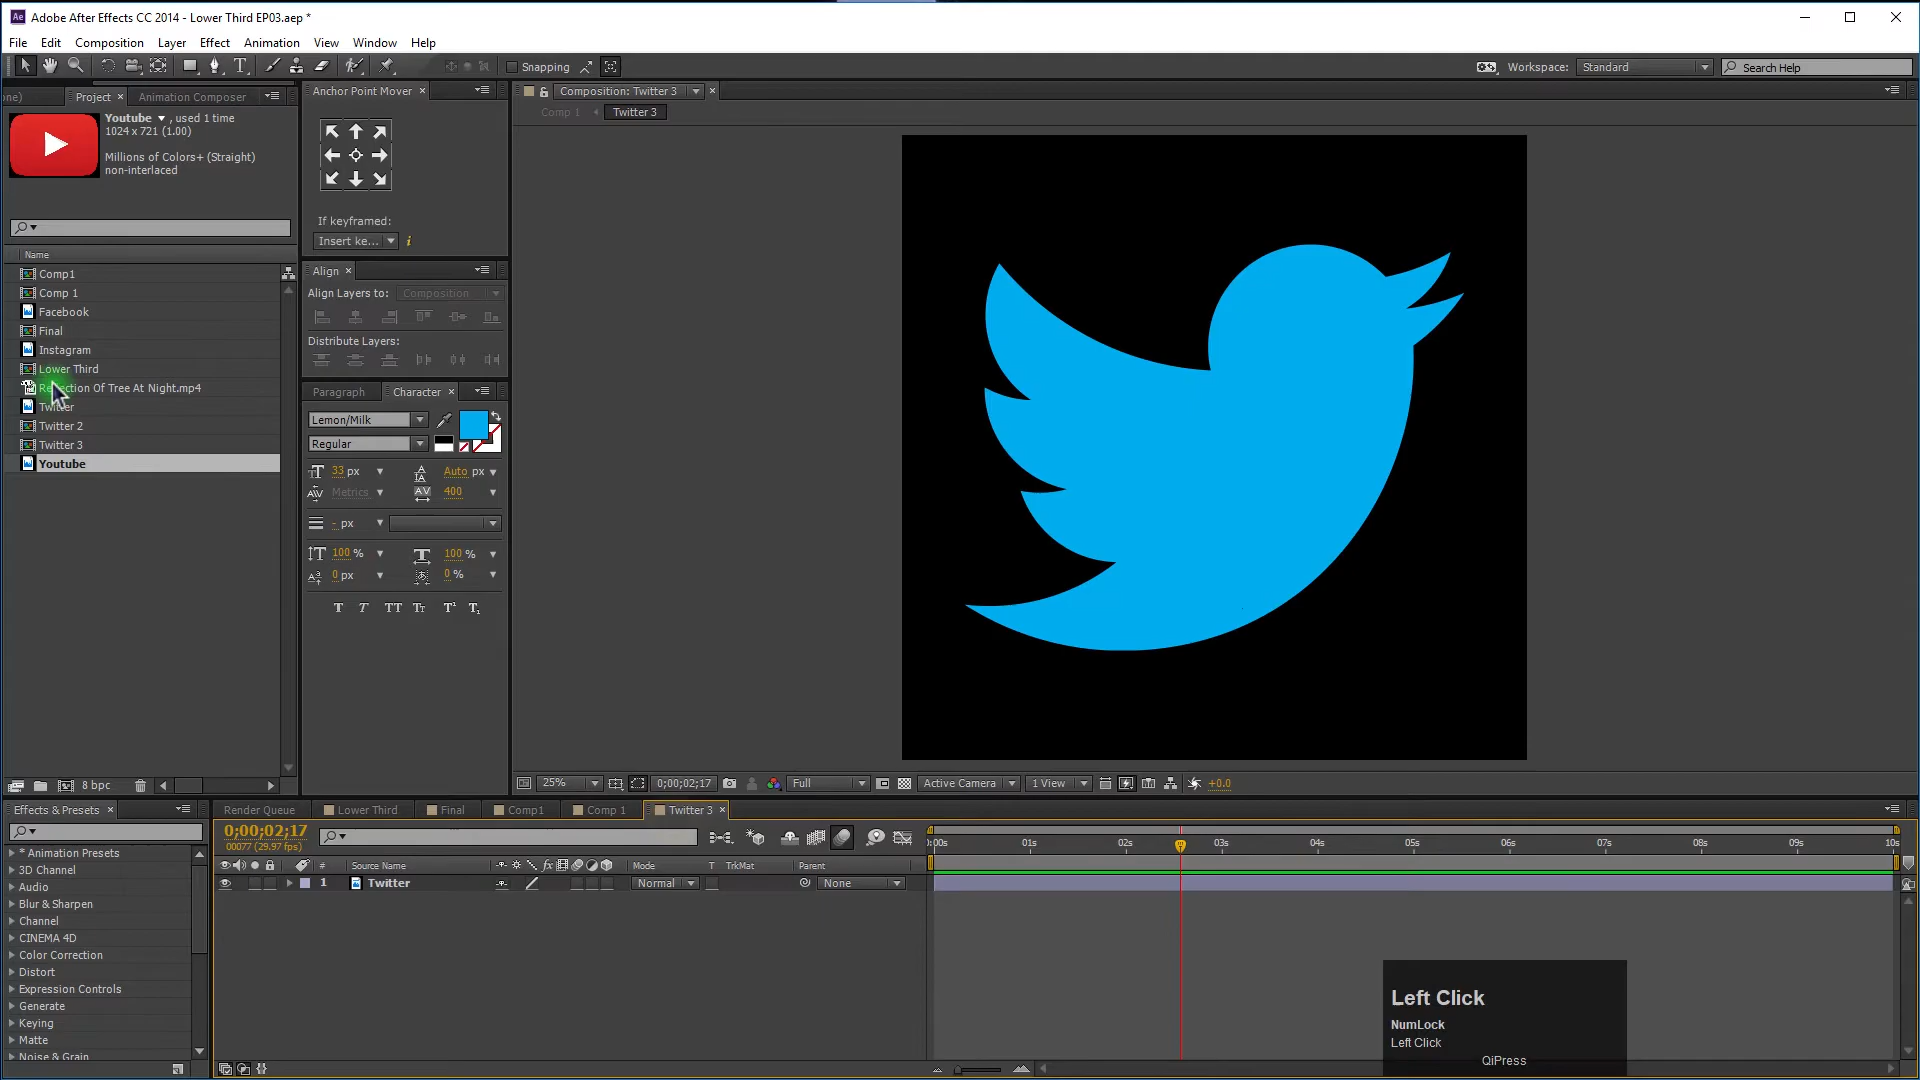 Adobe After Effects CC 2014 - Lower Third EP03.aep *
File Edit Composition Layer Effect Animation View Window Help
Snapping
Workspace: Standard
Search Help
one)
Project
Animation Composer
Youtube , used 1 time
1024 x 721 (1.00)
Millions of Colors+ (Straight)
non-interlaced
Name
Comp1
Comp 1
Facebook
Final
Instagram
Lower Third
Of Tree At Night.mp4
Twitter
Twitter 2
Twitter 3
Youtube
8 bpc
Anchor Point Mover
If keyframed:
Insert ke...
Align
Align Layers to: Composition
Distribute Layers:
Paragraph Character
Lemon/Milk
Regular
33 px Auto px
Metrics 400
- px
100 % 100 %
0 px 0 %
T T TT Tt T¹ T₁
Composition: Twitter 3
Comp 1 Twitter 3
25% 0;00;02;17 Full Active Camera 1 View +0.0
Effects & Presets
* Animation Presets
3D Channel
Audio
Blur & Sharpen
Channel
CINEMA 4D
Color Correction
Distort
Expression Controls
Generate
Keying
Matte
Noise & Grain
Render Queue Lower Third Final Comp1 Comp 1 Twitter 3
0;00;02;17
00077 (29.97 fps)
# Source Name fx Mode T TrkMat Parent
1 Twitter Normal None
:00s 01s 02s 03s 04s 05s 06s 07s 08s 09s 10s
Left Click
NumLock
Left Click
QiPress